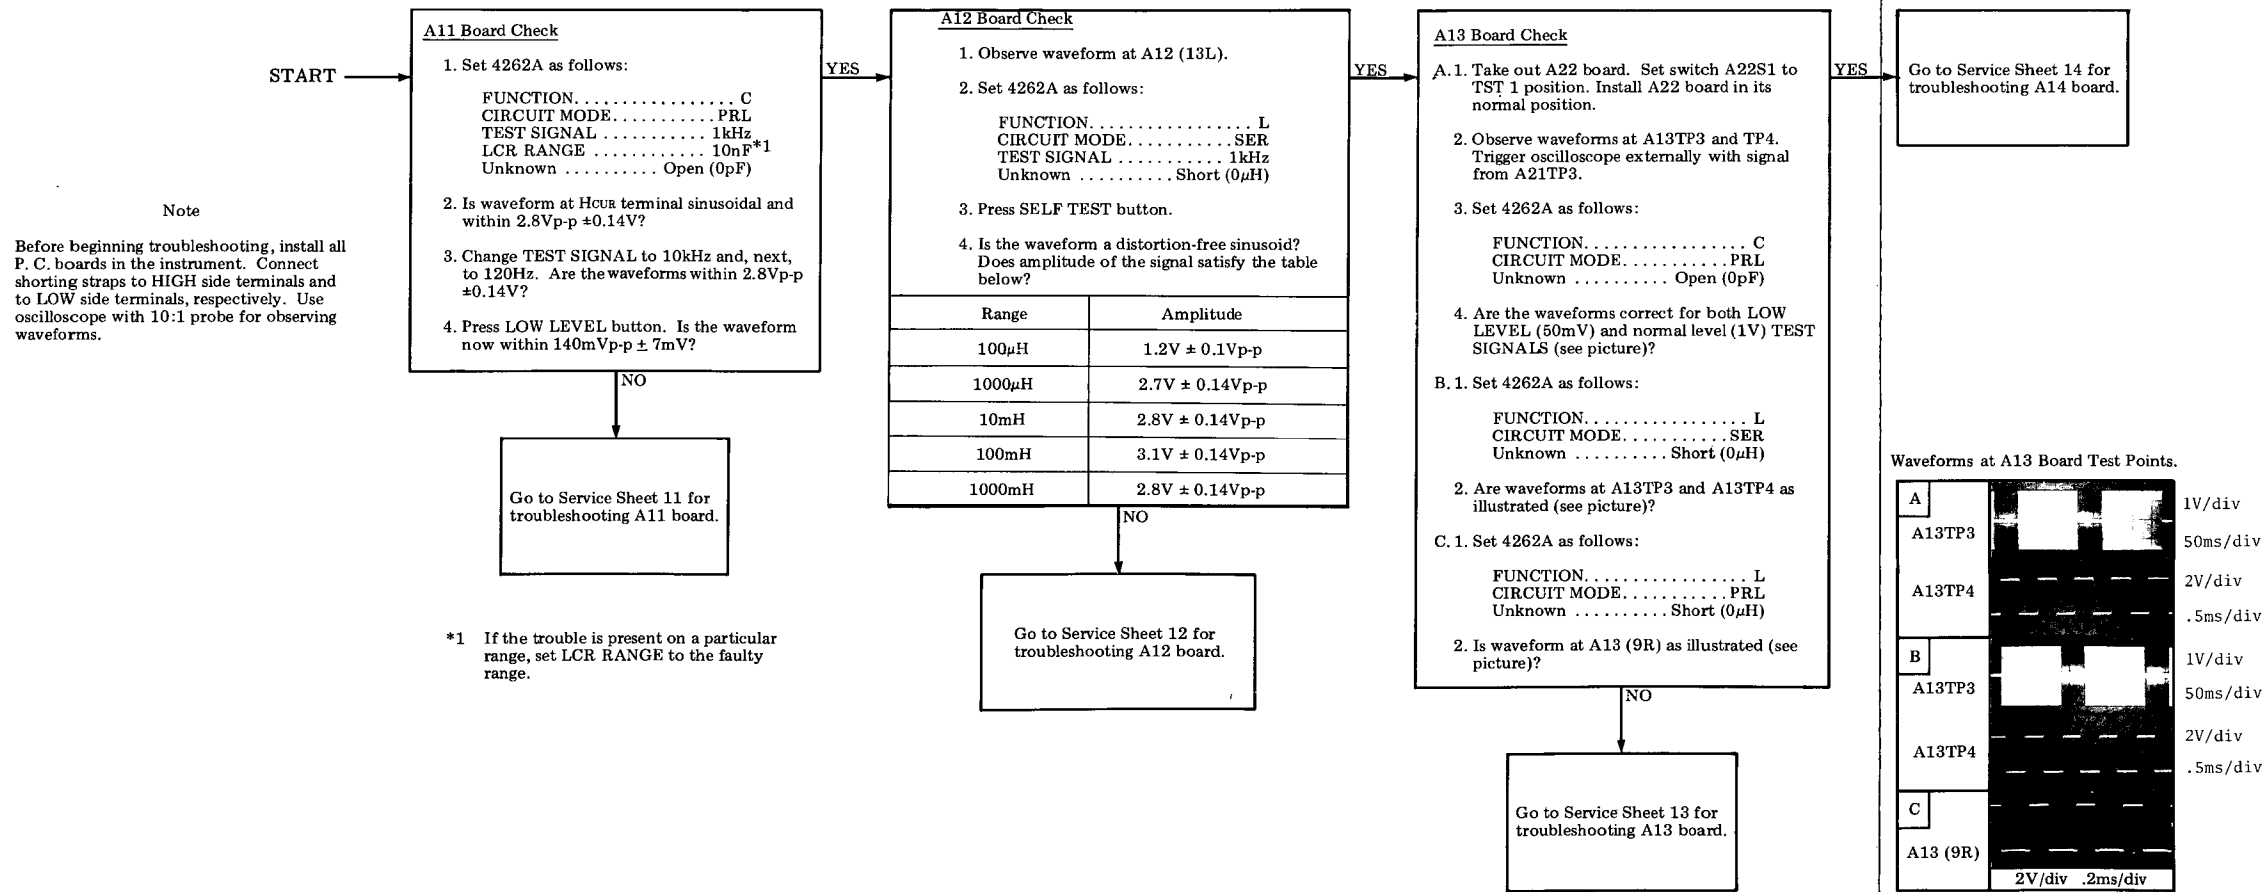 START
Note
Before beginning troubleshooting, install all
P. C. boards in the instrument. Connect
shorting straps to HIGH side terminals and
to LOW side terminals, respectively. Use
oscilloscope with 10:1 probe for observing
waveforms.
A11 Board Check
1. Set 4262A as follows:
FUNCTION................. C
CIRCUIT MODE........... PRL
TEST SIGNAL ........... 1kHz
LCR RANGE ............ 10nF*1
Unknown .......... Open (0pF)
2. Is waveform at HCUR terminal sinusoidal and
within 2.8Vp-p ±0.14V?
3. Change TEST SIGNAL to 10kHz and, next,
to 120Hz. Are the waveforms within 2.8Vp-p
±0.14V?
4. Press LOW LEVEL button. Is the waveform
now within 140mVp-p ± 7mV?
YES
NO
Go to Service Sheet 11 for
troubleshooting A11 board.
*1 If the trouble is present on a particular
range, set LCR RANGE to the faulty
range.
A12 Board Check
1. Observe waveform at A12 (13L).
2. Set 4262A as follows:
FUNCTION................. L
CIRCUIT MODE........... SER
TEST SIGNAL ........... 1kHz
Unknown .......... Short (0μH)
3. Press SELF TEST button.
4. Is the waveform a distortion-free sinusoid?
Does amplitude of the signal satisfy the table
below?
Range Amplitude
100μH 1.2V ± 0.1Vp-p
1000μH 2.7V ± 0.14Vp-p
10mH 2.8V ± 0.14Vp-p
100mH 3.1V ± 0.14Vp-p
1000mH 2.8V ± 0.14Vp-p
YES
NO
Go to Service Sheet 12 for
troubleshooting A12 board.
A13 Board Check
A. 1. Take out A22 board. Set switch A22S1 to
TST 1 position. Install A22 board in its
normal position.
2. Observe waveforms at A13TP3 and TP4.
Trigger oscilloscope externally with signal
from A21TP3.
3. Set 4262A as follows:
FUNCTION................. C
CIRCUIT MODE........... PRL
Unknown .......... Open (0pF)
4. Are the waveforms correct for both LOW
LEVEL (50mV) and normal level (1V) TEST
SIGNALS (see picture)?
B. 1. Set 4262A as follows:
FUNCTION................. L
CIRCUIT MODE........... SER
Unknown .......... Short (0μH)
2. Are waveforms at A13TP3 and A13TP4 as
illustrated (see picture)?
C. 1. Set 4262A as follows:
FUNCTION................. L
CIRCUIT MODE........... PRL
Unknown .......... Short (0μH)
2. Is waveform at A13 (9R) as illustrated (see
picture)?
YES
NO
Go to Service Sheet 13 for
troubleshooting A13 board.
Go to Service Sheet 14 for
troubleshooting A14 board.
Waveforms at A13 Board Test Points.
A
A13TP3
1V/div
50ms/div
A13TP4
2V/div
.5ms/div
B
A13TP3
1V/div
50ms/div
A13TP4
2V/div
.5ms/div
C
A13 (9R)
2V/div .2ms/div